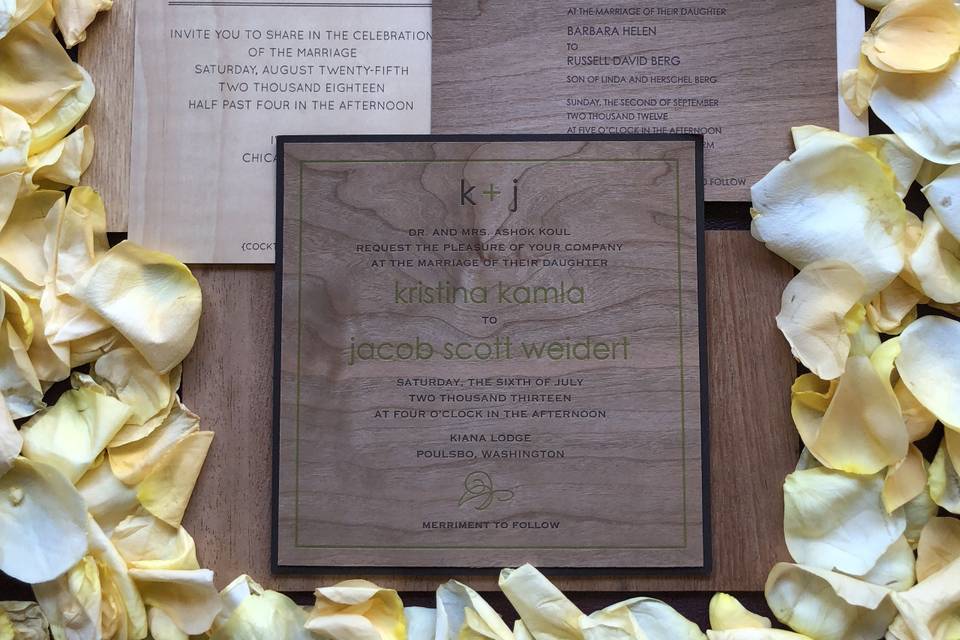 INVITE YOU TO SHARE IN THE CELEBRATION
OF THE MARRIAGE
SATURDAY, AUGUST TWENTY-FIFTH
TWO THOUSAND EIGHTEEN
HALF PAST FOUR IN THE AFTERNOON
CHICA
{COCKT
AT THE MARRIAGE OF THEIR DAUGHTER
BARBARA HELEN
TO
RUSSELL DAVID BERG
SON OF LINDA AND HERSCHEL BERG
SUNDAY, THE SECOND OF SEPTEMBER
TWO THOUSAND TWELVE
AT FIVE O'CLOCK IN THE AFTERNOON
RM
O FOLLOW
k+j
DR. AND MRS. ASHOK KOUL
REQUEST THE PLEASURE OF YOUR COMPANY
AT THE MARRIAGE OF THEIR DAUGHTER
kristina kamla
TO
jacob scott weidert
SATURDAY, THE SIXTH OF JULY
TWO THOUSAND THIRTEEN
AT FOUR O'CLOCK IN THE AFTERNOON
KIANA LODGE
POULSBO, WASHINGTON
MERRIMENT TO FOLLOW